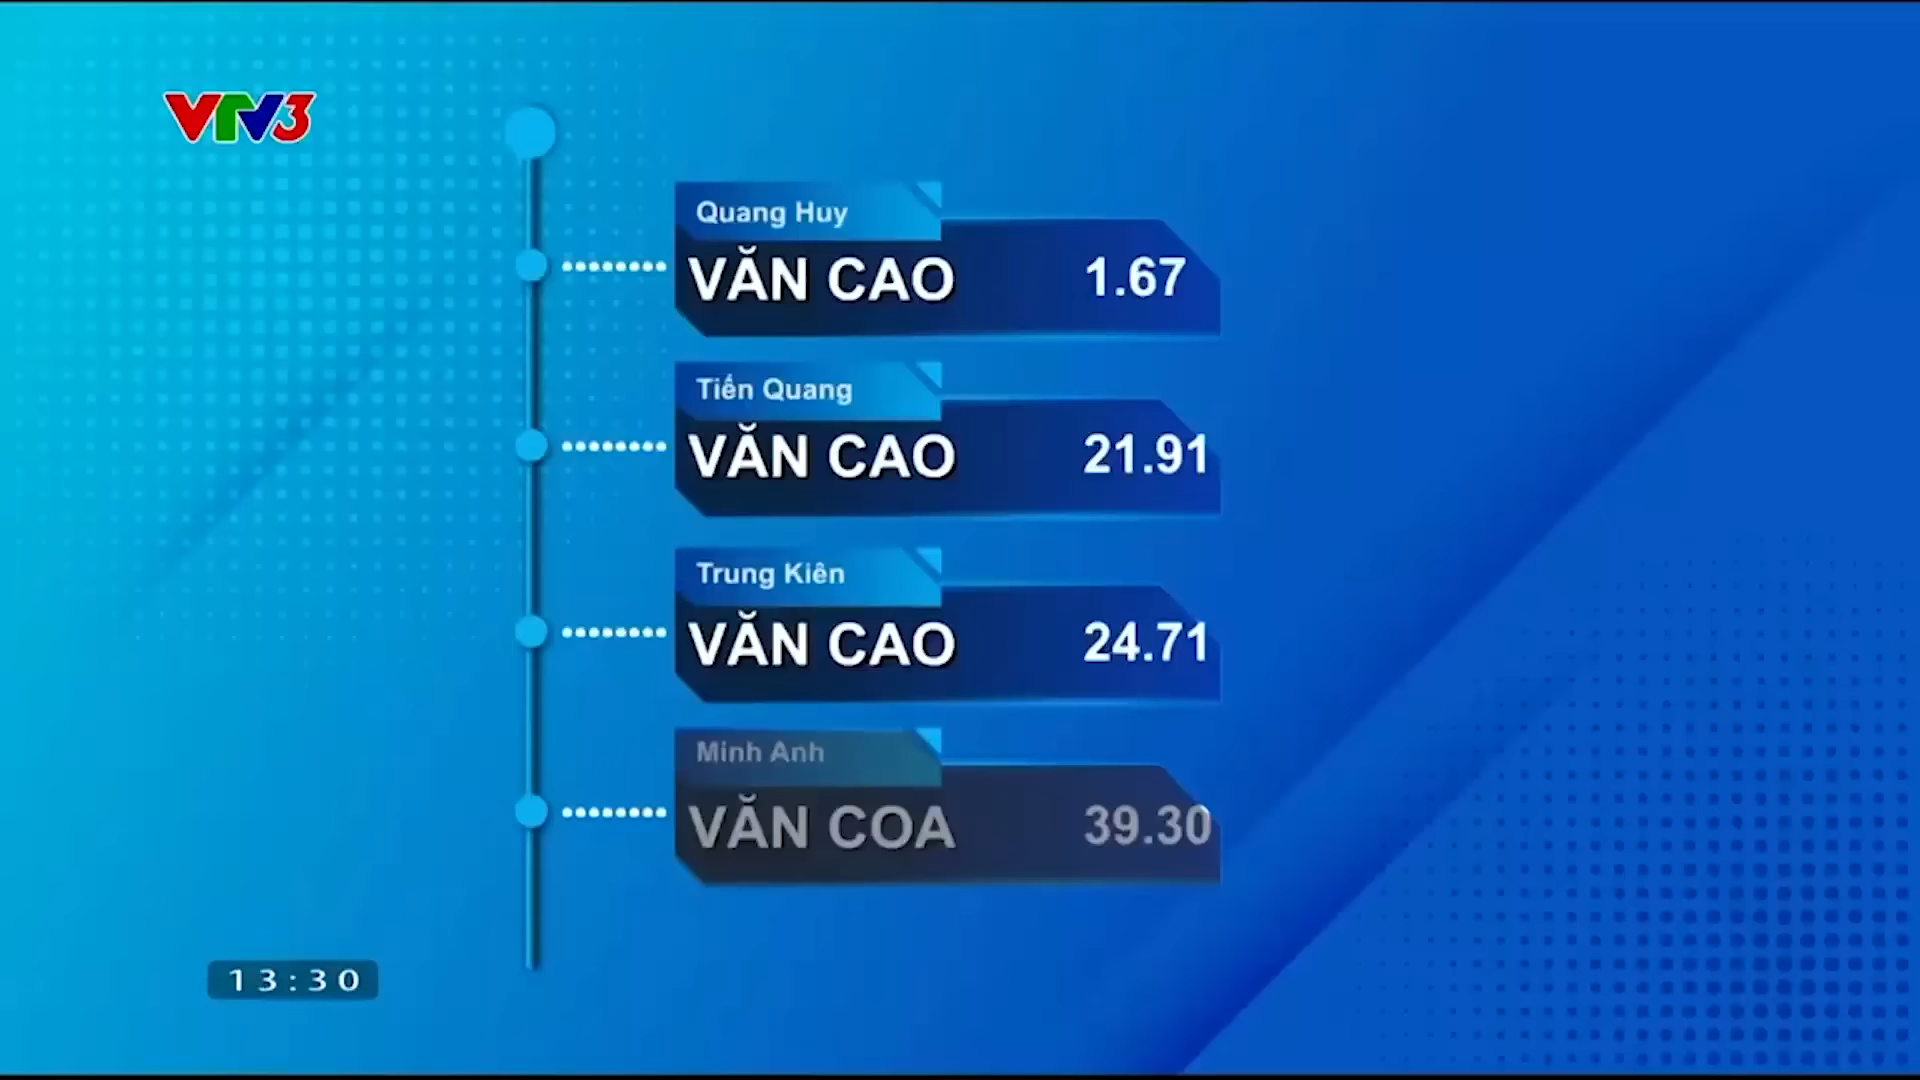 VTV3
Quang Huy
VĂN CAO 1.67
Tiến Quang
VĂN CAO 21.91
Trung Kiên
VĂN CAO 24.71
Minh Anh
VĂN COA 39.30
13:30